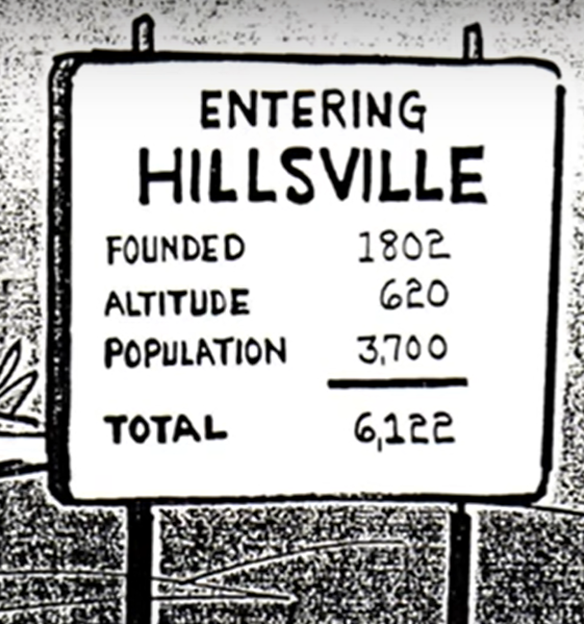 ENTERING
HILLSVILLE
FOUNDED 1802
ALTITUDE 620
POPULATION 3,700
TOTAL 6,122